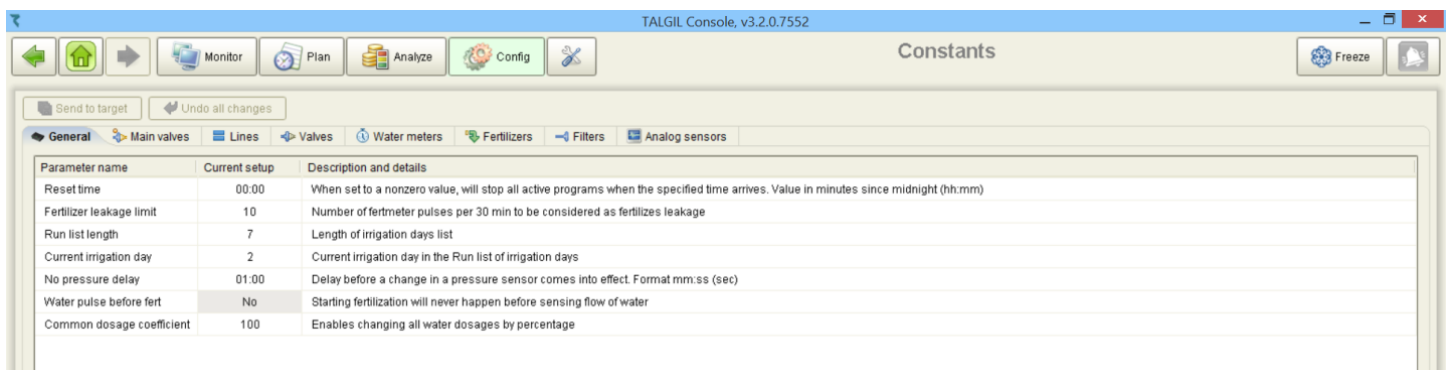 TALGIL Console, v3.2.0.7552
Monitor Plan Analyze Config Constants Freeze
Send to target Undo all changes
General Main valves Lines Valves Water meters Fertilizers Filters Analog sensors
Parameter name Current setup Description and details
Reset time 00:00 When set to a nonzero value, will stop all active programs when the specified time arrives. Value in minutes since midnight (hh:mm)
Fertilizer leakage limit 10 Number of fertmeter pulses per 30 min to be considered as fertilizes leakage
Run list length 7 Length of irrigation days list
Current irrigation day 2 Current irrigation day in the Run list of irrigation days
No pressure delay 01:00 Delay before a change in a pressure sensor comes into effect. Format mm:ss (sec)
Water pulse before fert No Starting fertilization will never happen before sensing flow of water
Common dosage coefficient 100 Enables changing all water dosages by percentage